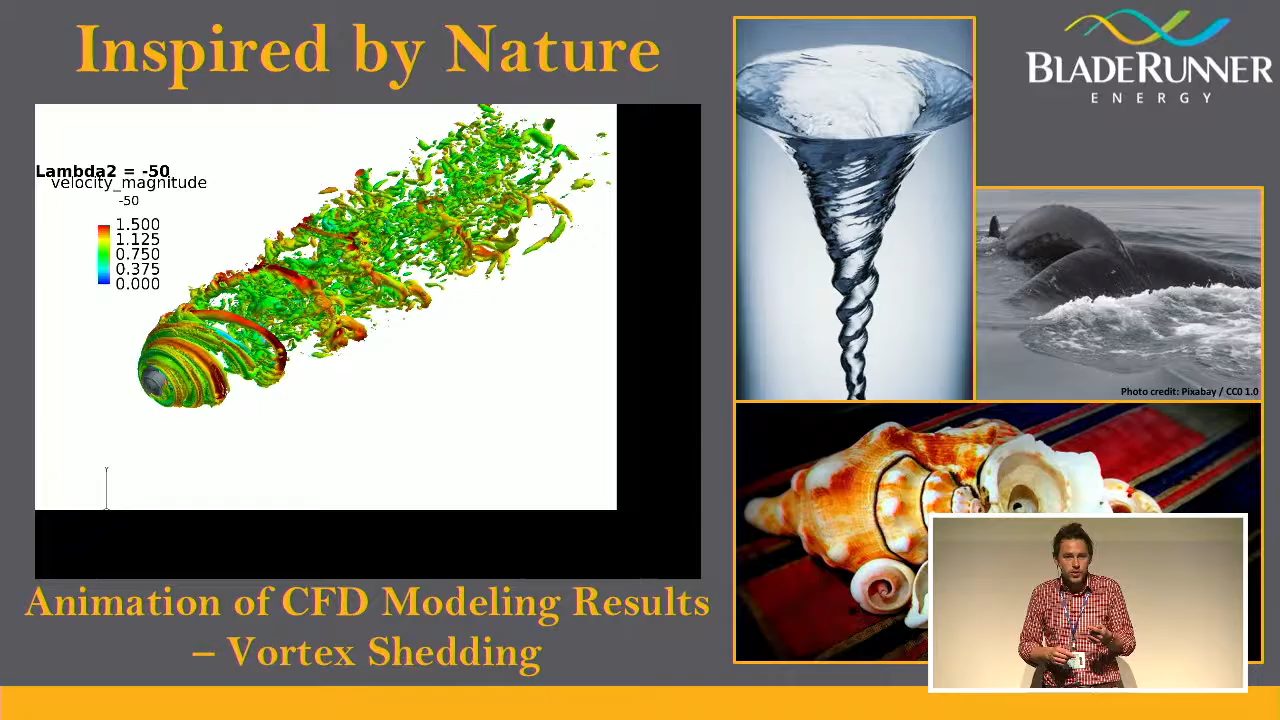 Inspired by Nature
BLADERUNNER
ENERGY
Lambda2 = -50
velocity_magnitude
-50
1.500
1.125
0.750
0.375
0.000
Photo credit: Pixabay / CC0 1.0
Animation of CFD Modeling Results
– Vortex Shedding